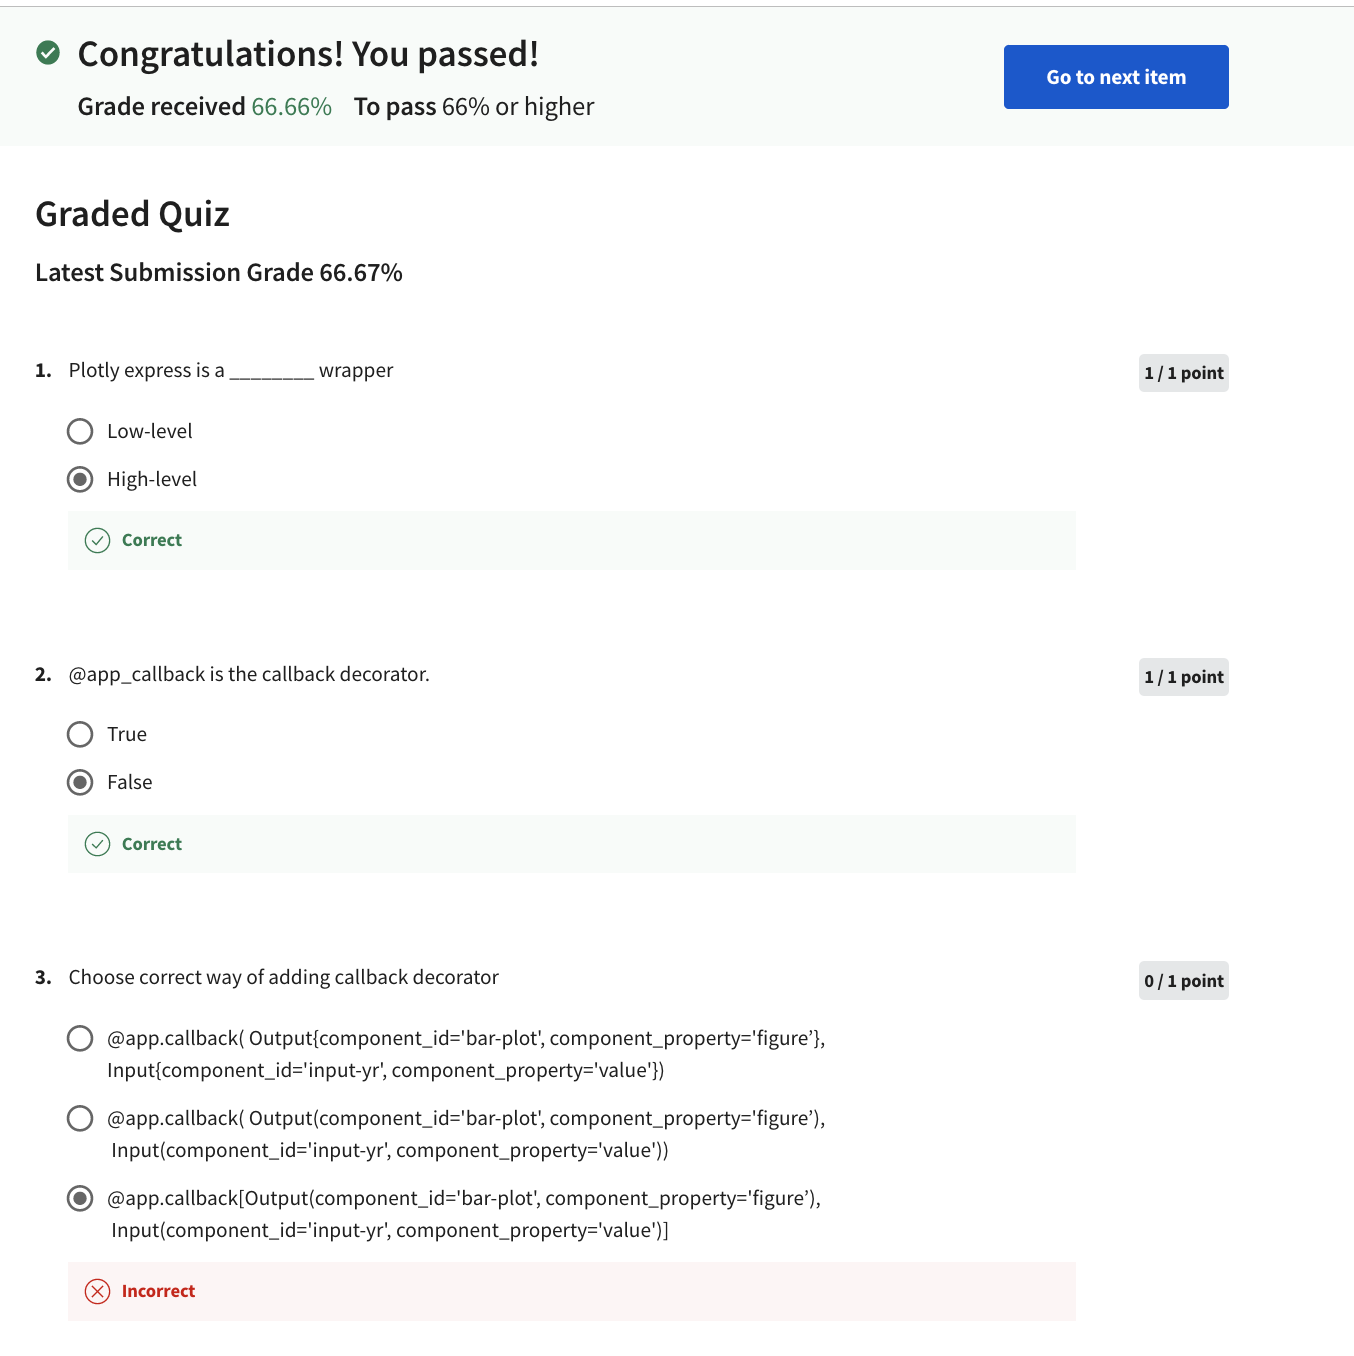 Congratulations! You passed!
Go to next item
Grade received 66.66% To pass 66% or higher
Graded Quiz
Latest Submission Grade 66.67%
1. Plotly express is a ________ wrapper
1 / 1 point
Low-level
High-level
Correct
2. @app_callback is the callback decorator.
1 / 1 point
True
False
Correct
3. Choose correct way of adding callback decorator
0 / 1 point
@app.callback( Output{component_id='bar-plot', component_property='figure’},
Input{component_id='input-yr', component_property='value'})
@app.callback( Output(component_id='bar-plot', component_property='figure’),
Input(component_id='input-yr', component_property='value'))
@app.callback[Output(component_id='bar-plot', component_property='figure’),
Input(component_id='input-yr', component_property='value')]
Incorrect